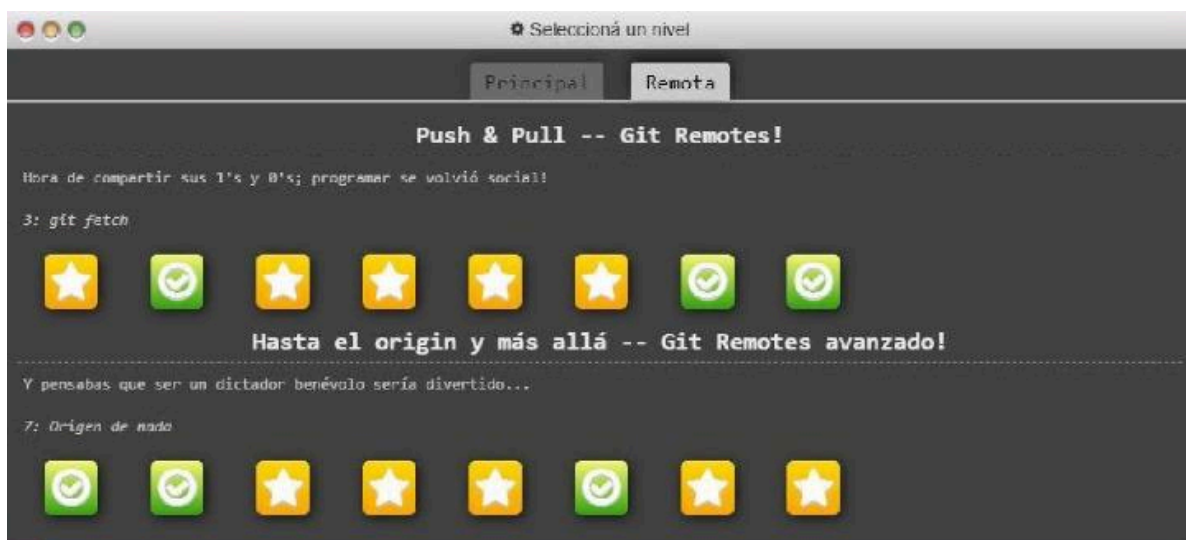 Seleccioná un nivel
Principal Remota
Push & Pull -- Git Remotes!
Hora de compartir sus 1's y 0's; programar se volvió social!
3: git fetch
Hasta el origin y más allá -- Git Remotes avanzado!
Y pensabas que ser un dictador benévolo sería divertido...
7: Origen de nada